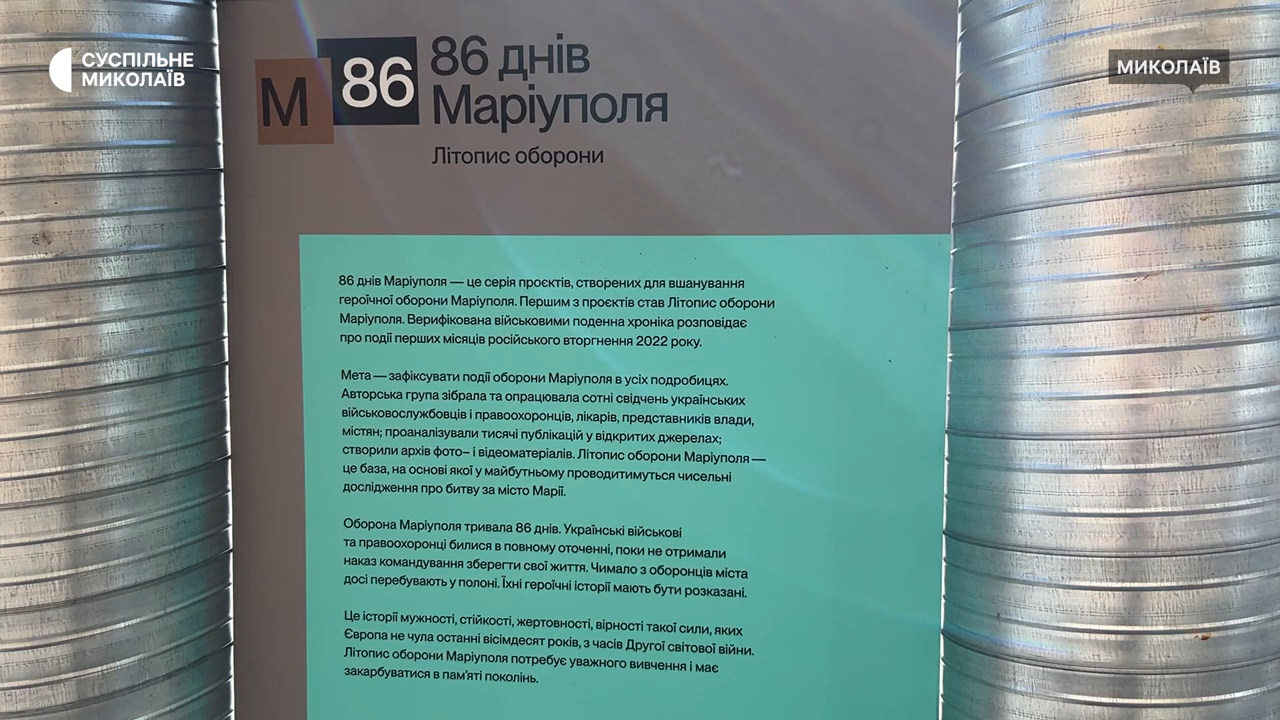 СУСПІЛЬНЕ
МИКОЛАЇВ
МИКОЛАЇВ
М 86
86 днів
Маріуполя
Літопис оборони
86 днів Маріуполя — це серія проєктів, створених для вшанування
героїчної оборони Маріуполя. Першим з проєктів став Літопис оборони
Маріуполя. Верифікована військовими поденна хроніка розповідає
про події перших місяців російського вторгнення 2022 року.
Мета — зафіксувати події оборони Маріуполя в усіх подробицях.
Авторська група зібрала та опрацювала сотні свідчень українських
військовослужбовців і правоохоронців, лікарів, представників влади,
містян; проаналізували тисячі публікацій у відкритих джерелах;
створили архів фото– і відеоматеріалів. Літопис оборони Маріуполя —
це база, на основі якої у майбутньому проводитимуться чисельні
дослідження про битву за місто Марії.
Оборона Маріуполя тривала 86 днів. Українські військові
та правоохоронці билися в повному оточенні, поки не отримали
наказ командування зберегти свої життя. Чимало з оборонців міста
досі перебувають у полоні. Їхні героїчні історії мають бути розказані.
Це історії мужності, стійкості, жертовності, вірності такої сили, яких
Європа не чула останні вісімдесят років, з часів Другої світової війни.
Літопис оборони Маріуполя потребує уважного вивчення і має
закарбуватися в пам'яті поколінь.